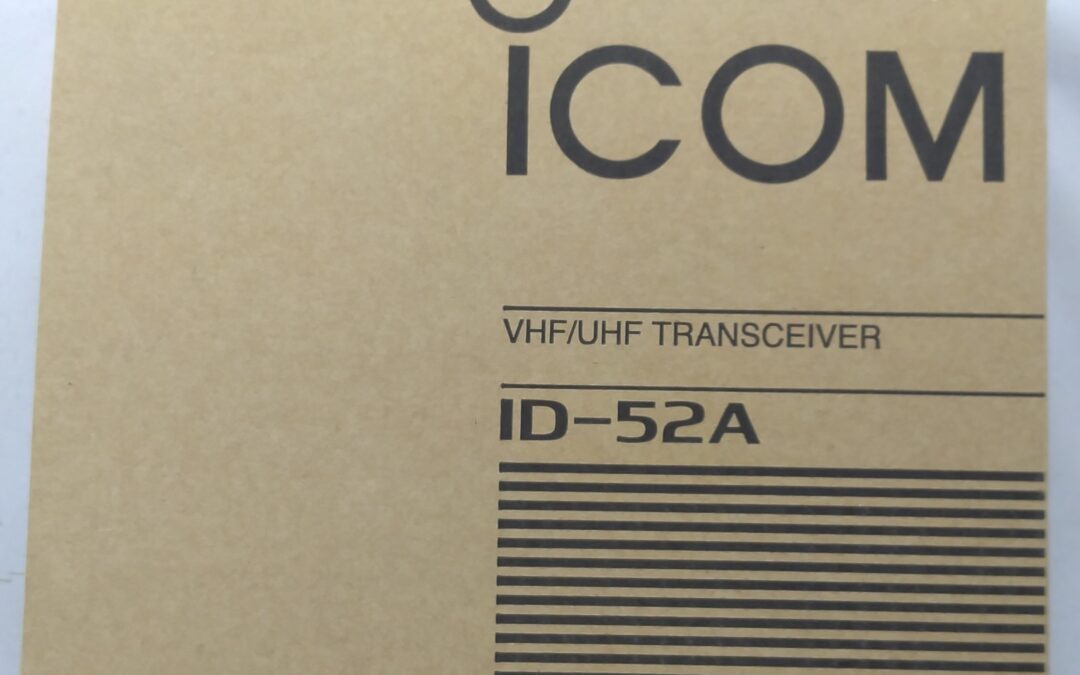 ICOM
VHF/UHF TRANSCEIVER
ID-52A